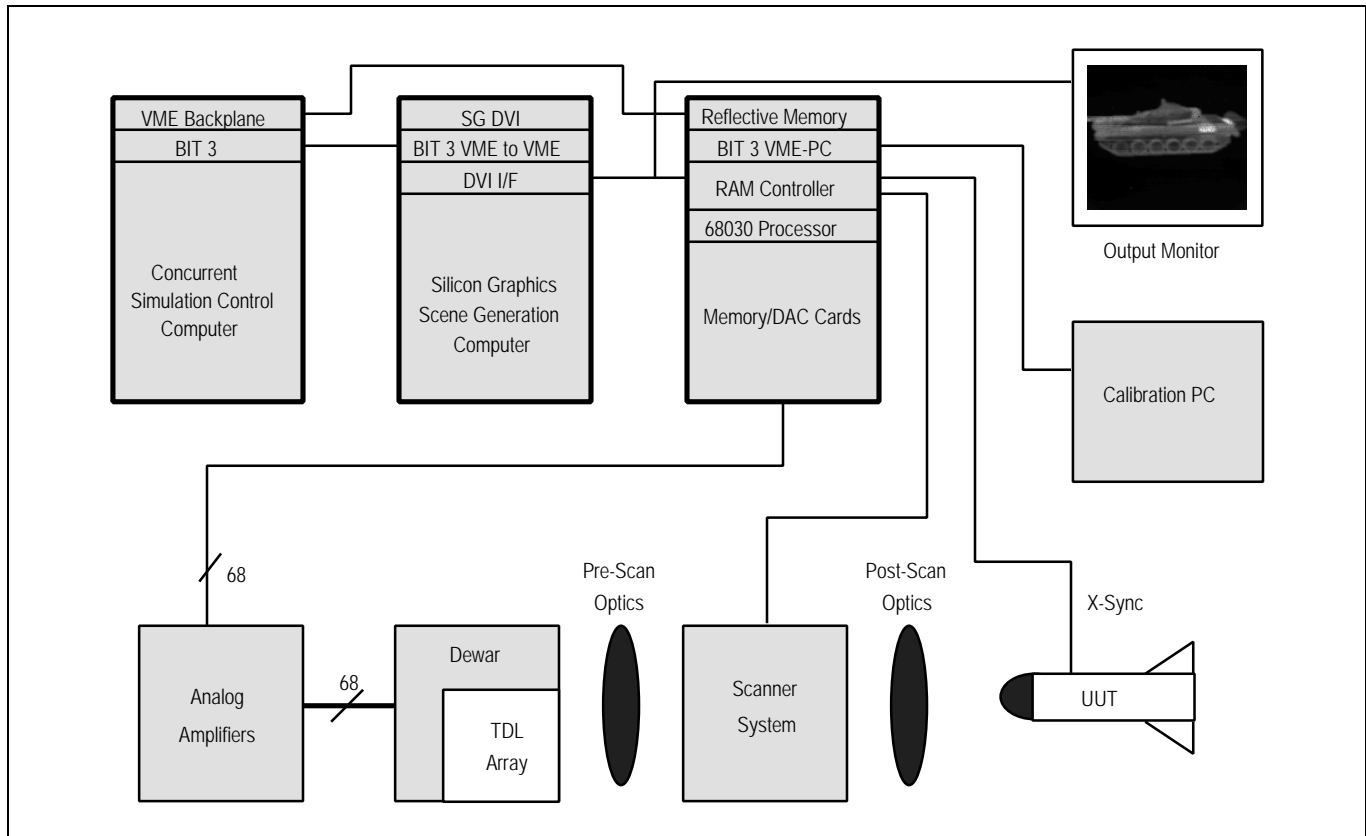 VME Backplane
BIT 3
Concurrent
Simulation Control
Computer
SG DVI
BIT 3 VME to VME
DVI I/F
Silicon Graphics
Scene Generation
Computer
Reflective Memory
BIT 3 VME-PC
RAM Controller
68030 Processor
Memory/DAC Cards
Output Monitor
Calibration PC
68
Analog
Amplifiers
68
Dewar
TDL
Array
Pre-Scan
Optics
Scanner
System
Post-Scan
Optics
X-Sync
UUT